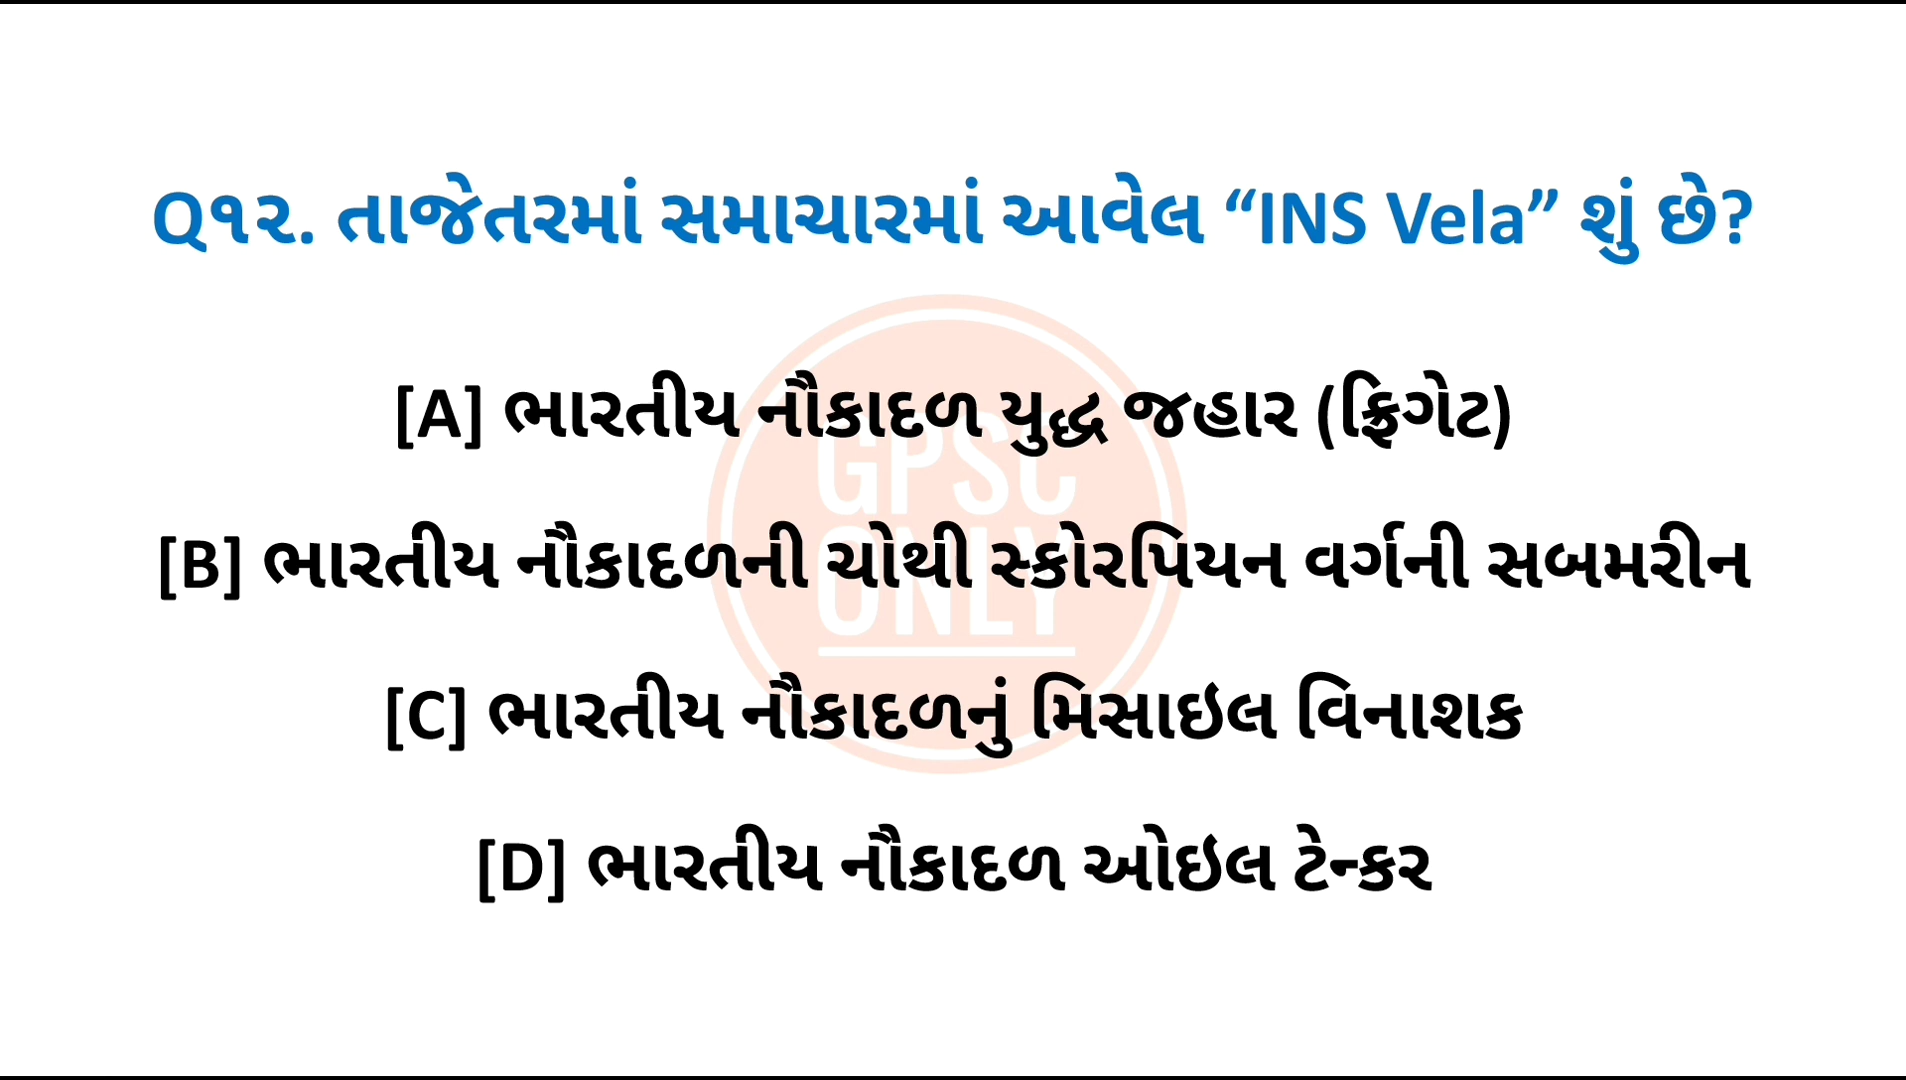 Q૧૨. તાજેતરમાં સમાચારમાં આવેલ “INS Vela” શું છે?
[A] ભારતીય નૌકાદળ યુદ્ધ જહાર (ફ્રિગેટ)
[B] ભારતીય નૌકાદળની ચોથી સ્કોરપિયન વર્ગની સબમરીન
[C] ભારતીય નૌકાદળનું મિસાઇલ વિનાશક
[D] ભારતીય નૌકાદળ ઓઇલ ટેન્કર
GPSC
ONLY